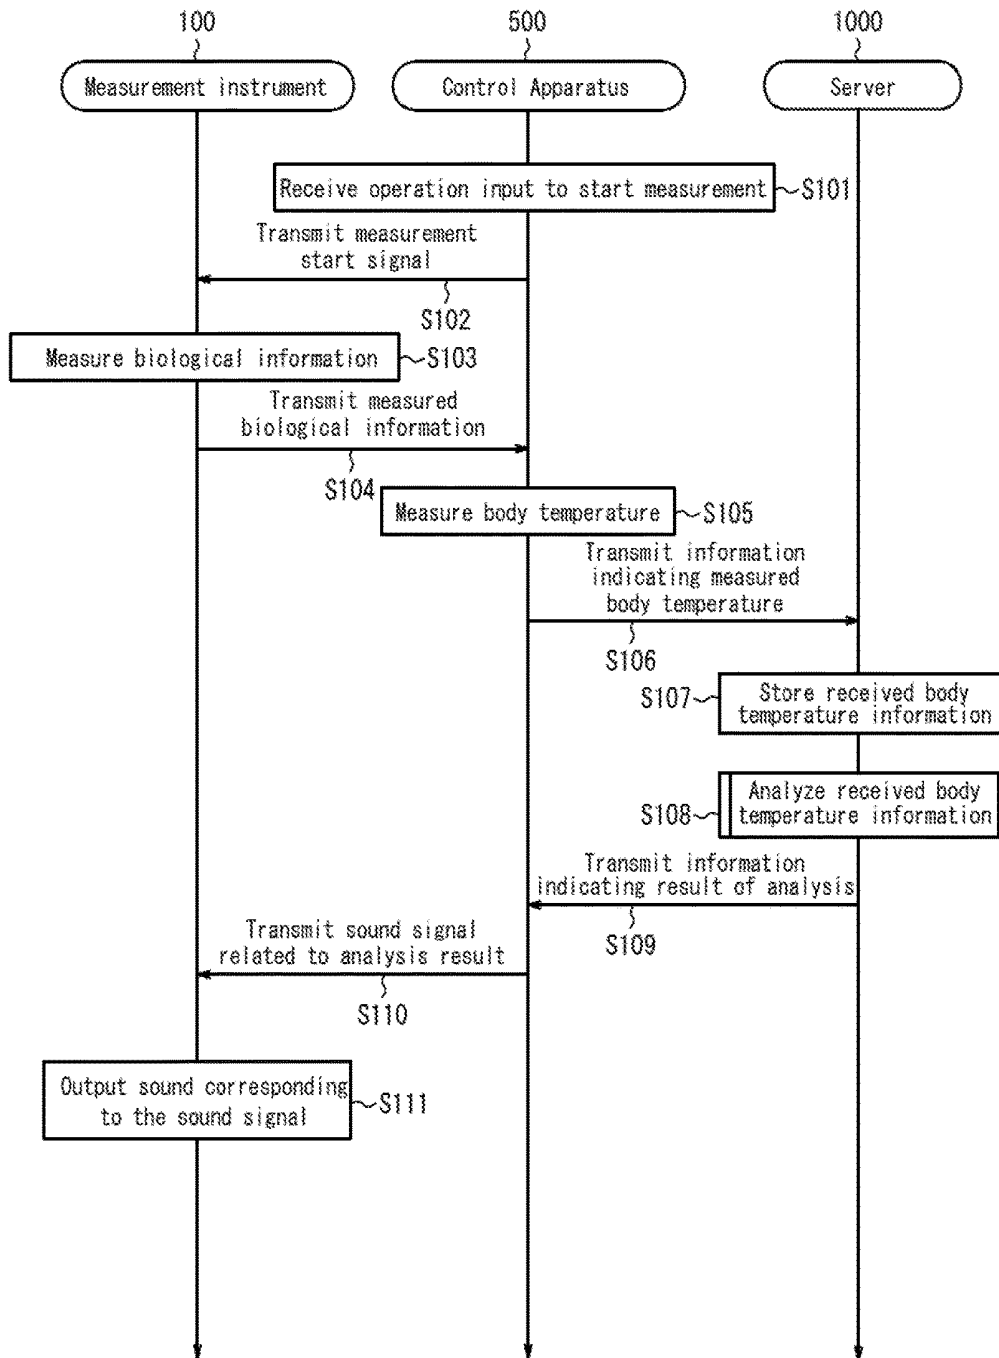 100
500
1000
Measurement instrument
Control Apparatus
Server
Receive operation input to start measurement
S101
Transmit measurement
start signal
S102
Measure biological information
S103
Transmit measured
biological information
S104
Measure body temperature
S105
Transmit information
indicating measured
body temperature
S106
S107
Store received body
temperature information
S108
Analyze received body
temperature information
Transmit information
indicating result of analysis
S109
Transmit sound signal
related to analysis result
S110
Output sound corresponding
to the sound signal
S111